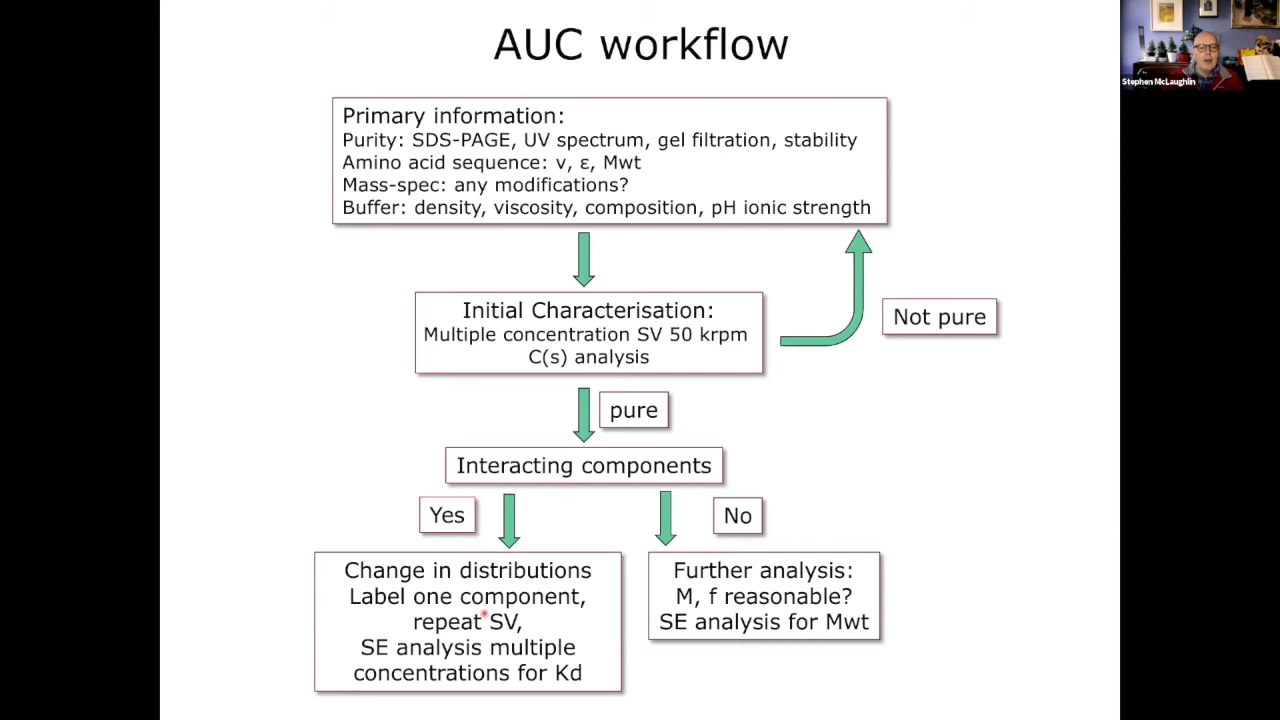 AUC workflow
Stephen McLaughlin
Primary information:
Purity: SDS-PAGE, UV spectrum, gel filtration, stability
Amino acid sequence: v, ε, Mwt
Mass-spec: any modifications?
Buffer: density, viscosity, composition, pH ionic strength
Initial Characterisation:
Multiple concentration SV 50 krpm
C(s) analysis
Not pure
pure
Interacting components
Yes
No
Change in distributions
Label one component,
repeat SV,
SE analysis multiple
concentrations for Kd
Further analysis:
M, f reasonable?
SE analysis for Mwt